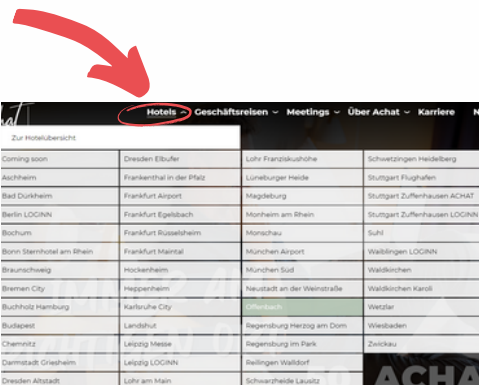 Hotels
Geschäftsreisen
Meetings
Über Achat
Karriere
Zur Hotelübersicht
Coming soon
Aschheim
Bad Dürkheim
Berlin LOGINN
Bochum
Bonn Sternhotel am Rhein
Braunschweig
Bremen City
Buchholz Hamburg
Budapest
Chemnitz
Darmstadt Griesheim
Dresden Altstadt
Dresden Elbufer
Frankenthal in der Pfalz
Frankfurt Airport
Frankfurt Egelsbach
Frankfurt Rüsselsheim
Frankfurt Maintal
Hockenheim
Heppenheim
Karlsruhe City
Landshut
Leipzig Messe
Leipzig LOGINN
Lohr am Main
Lohr Franziskushöhe
Lüneburger Heide
Magdeburg
Monheim am Rhein
Monschau
München Airport
München Süd
Neustadt an der Weinstraße
Offenbach
Regensburg Herzog am Dom
Regensburg im Park
Reilingen Walldorf
Schwarzheide Lausitz
Schwetzingen Heidelberg
Stuttgart Flughafen
Stuttgart Zuffenhausen ACHAT
Stuttgart Zuffenhausen LOGINN
Suhl
Waiblingen LOGINN
Waldkirchen
Waldkirchen Karoli
Wetzlar
Wiesbaden
Zwickau
ACHA